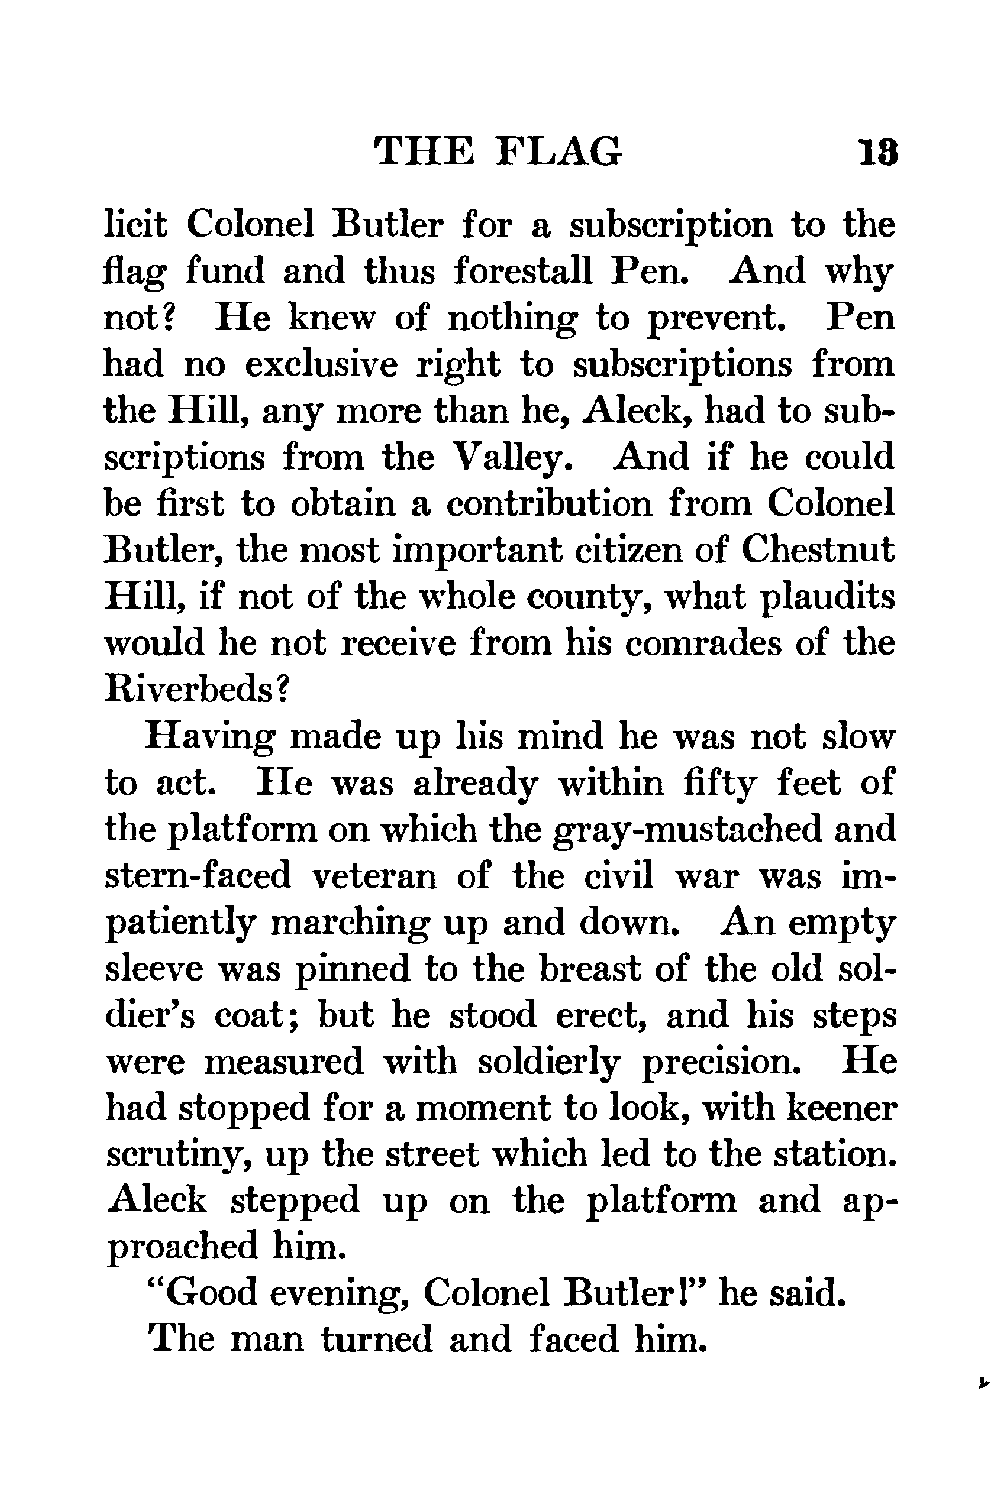 THE FLAG 13
licit Colonel Butler for a subscription to the
flag fund and thus forestall Pen. And why
not? He knew of nothing to prevent. Pen
had no exclusive right to subscriptions from
the Hill, any more than he, Aleck, had to sub-
scriptions from the Valley. And if he could
be first to obtain a contribution from Colonel
Butler, the most important citizen of Chestnut
Hill, if not of the whole county, what plaudits
would he not receive from his comrades of the
Riverbeds?
Having made up his mind he was not slow
to act. He was already within fifty feet of
the platform on which the gray-mustached and
stern-faced veteran of the civil war was im-
patiently marching up and down. An empty
sleeve was pinned to the breast of the old sol-
dier's coat; but he stood erect, and his steps
were measured with soldierly precision. He
had stopped for a moment to look, with keener
scrutiny, up the street which led to the station.
Aleck stepped up on the platform and ap-
proached him.
"Good evening, Colonel Butler!" he said.
The man turned and faced him.